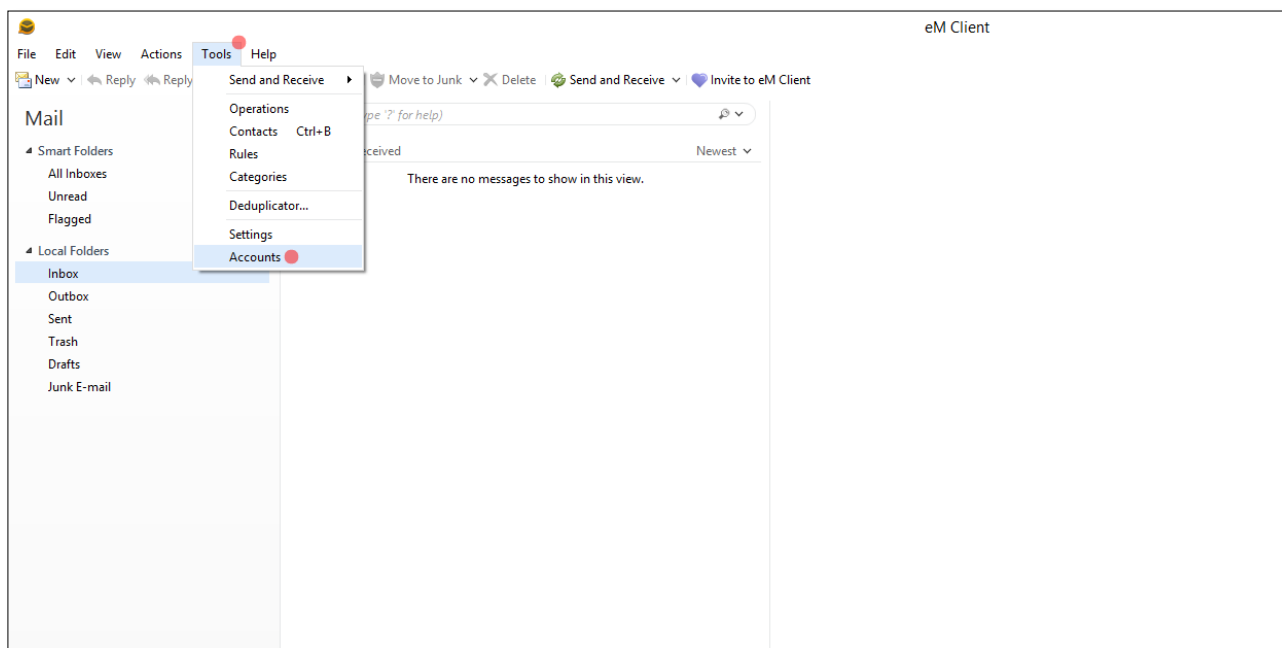 eM Client
File Edit View Actions Tools Help
New Reply Reply Move to Junk Delete Send and Receive Invite to eM Client
Mail
Smart Folders
All Inboxes
Unread
Flagged
Local Folders
Inbox
Outbox
Sent
Trash
Drafts
Junk E-mail
Send and Receive
Operations
Contacts Ctrl+B
Rules
Categories
Deduplicator...
Settings
Accounts
'?' for help)
Newest
There are no messages to show in this view.